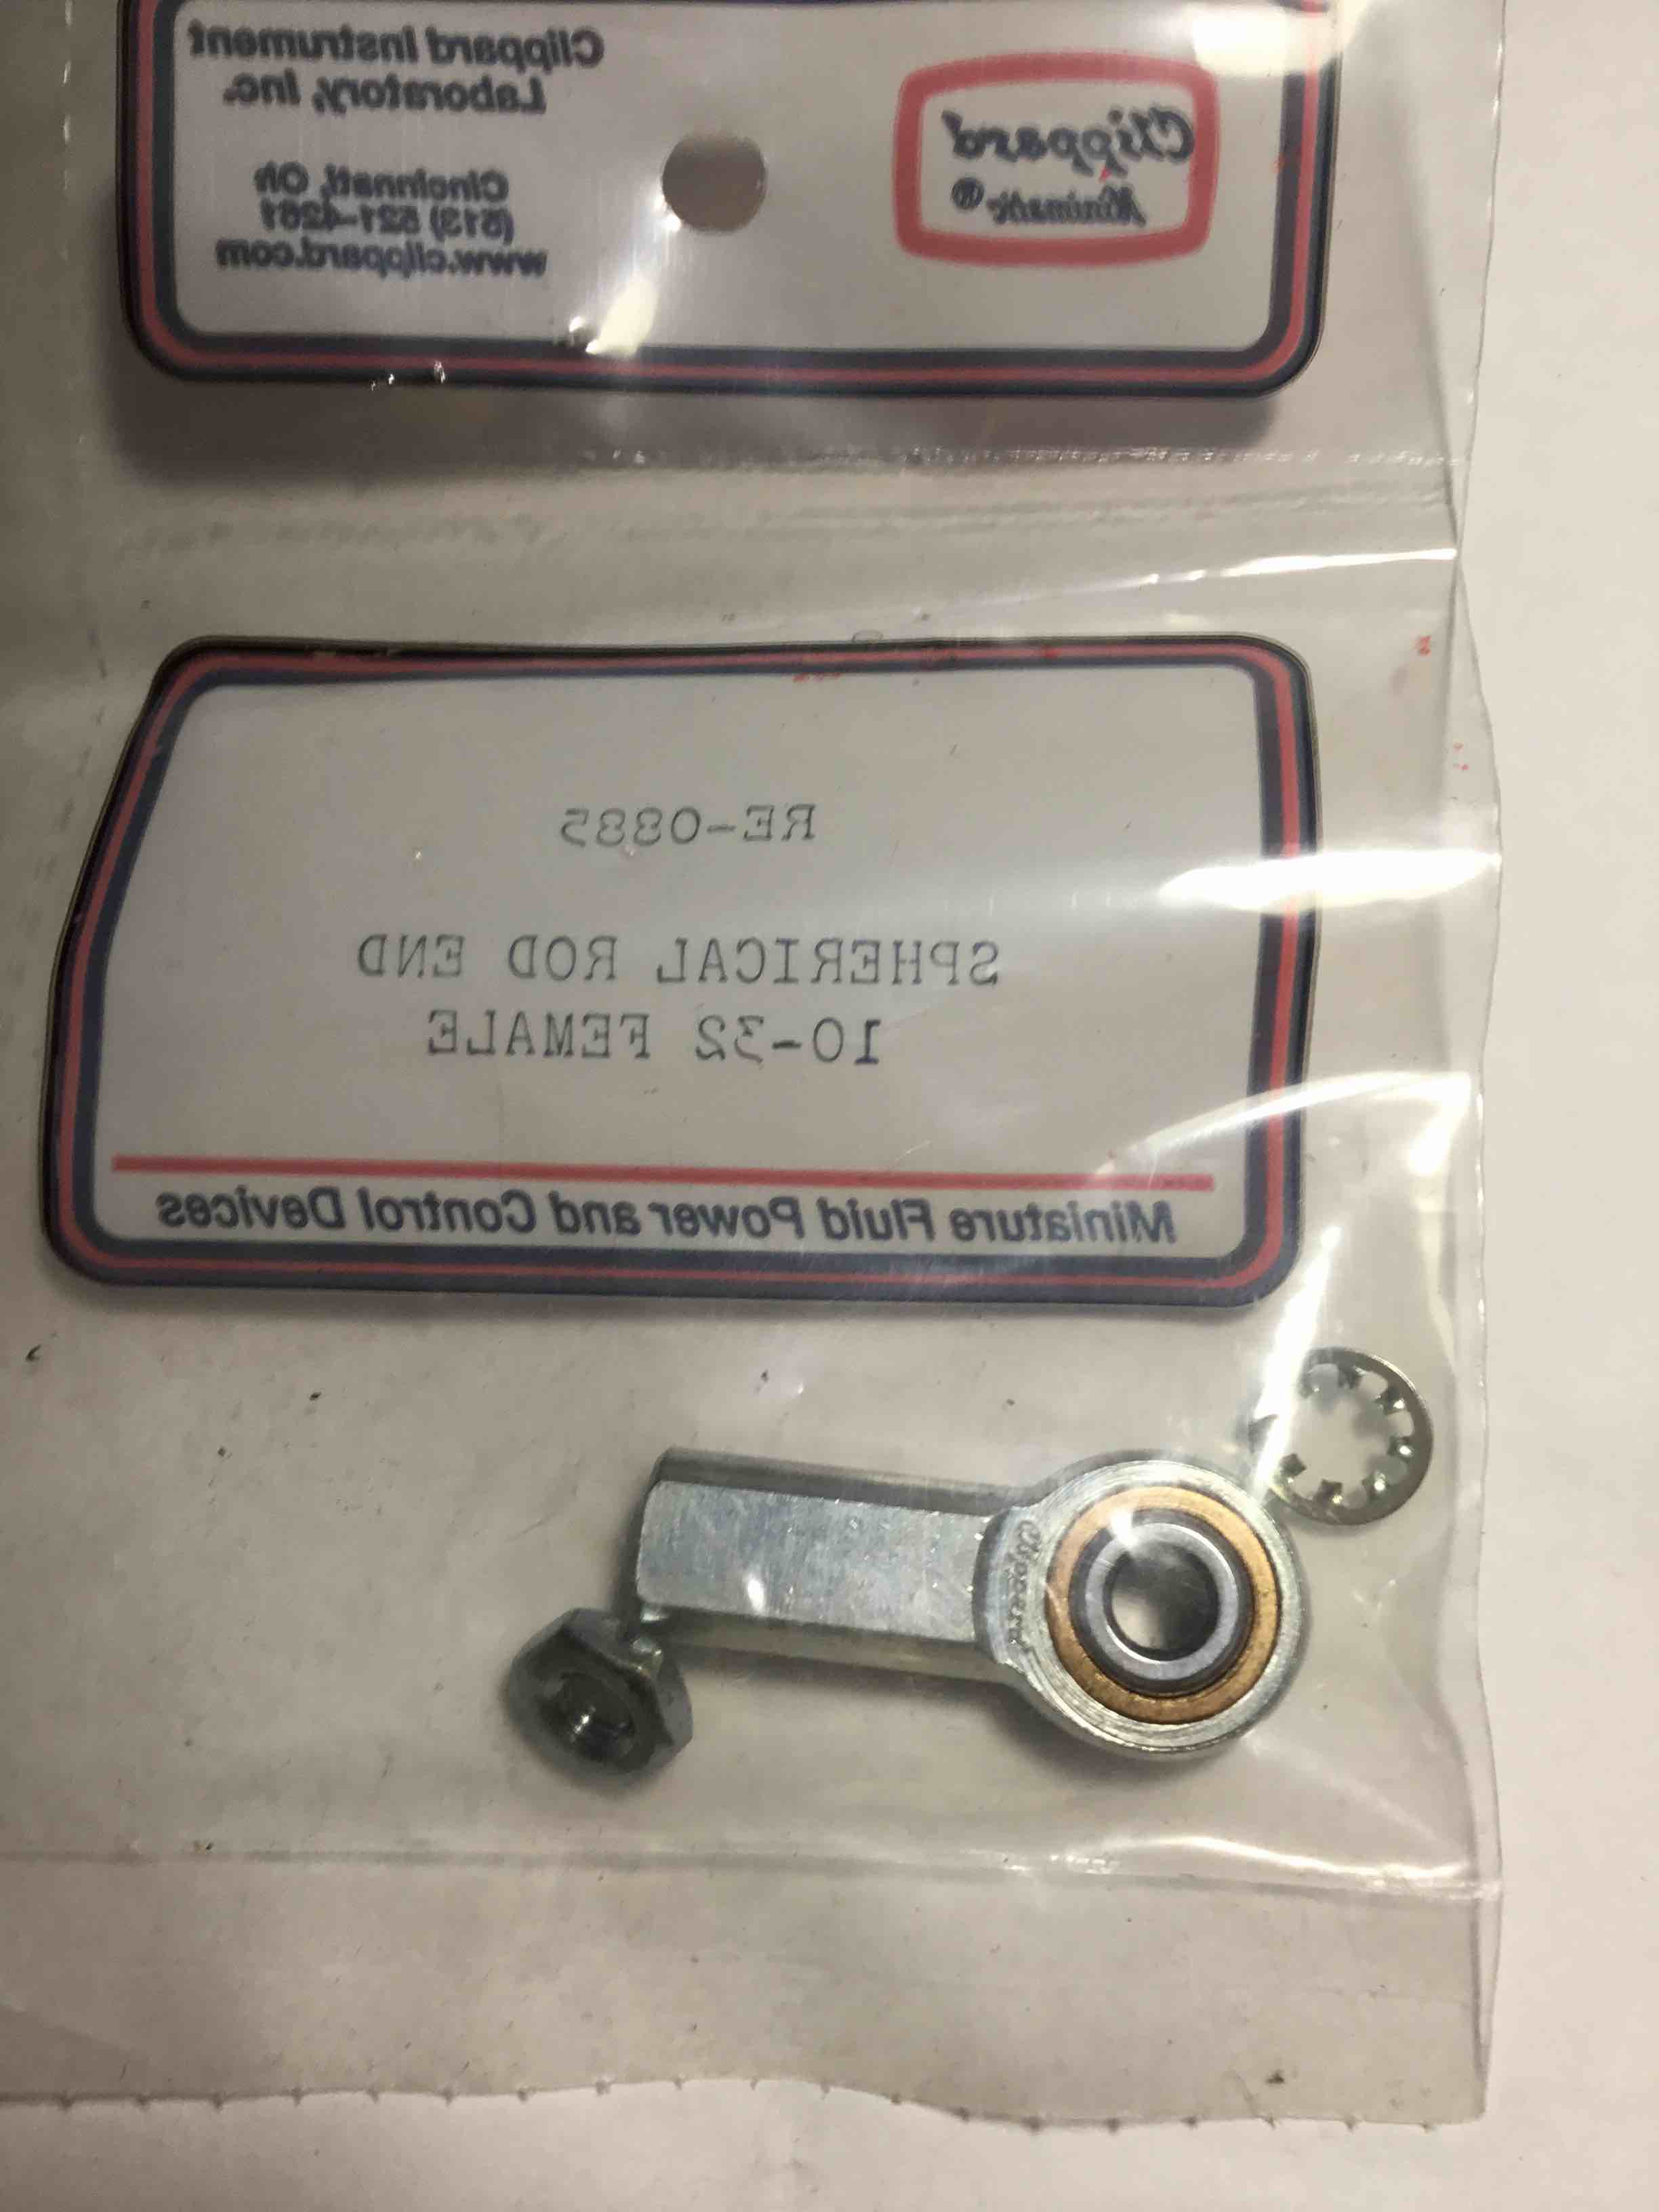 Clippard Instrument
Laboratory, Inc.
Cincinnati, Oh
(513) 521-4261
www.clippard.com
Clippard
Minimatic ®
RE-0885
SPHERICAL ROD END
10-32 FEMALE
Miniature Fluid Power and Control Devices
Clippard